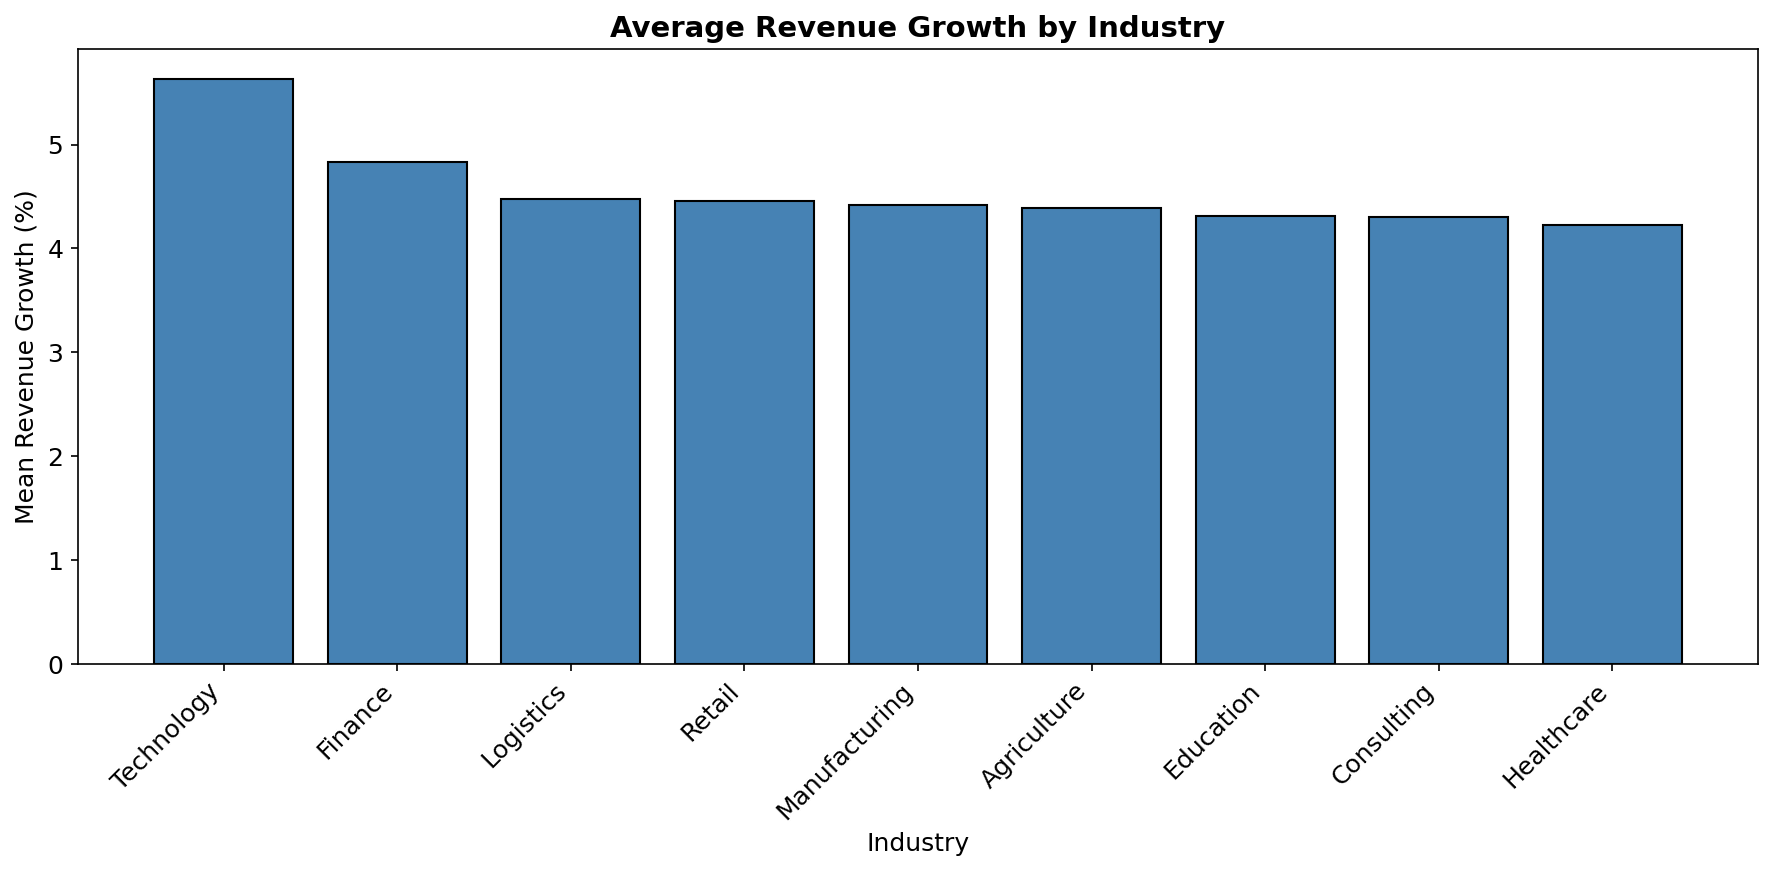 Average Revenue Growth by Industry
Mean Revenue Growth (%)
5
4
3
2
1
0
Technology
Finance
Logistics
Retail
Manufacturing
Agriculture
Education
Consulting
Healthcare
Industry